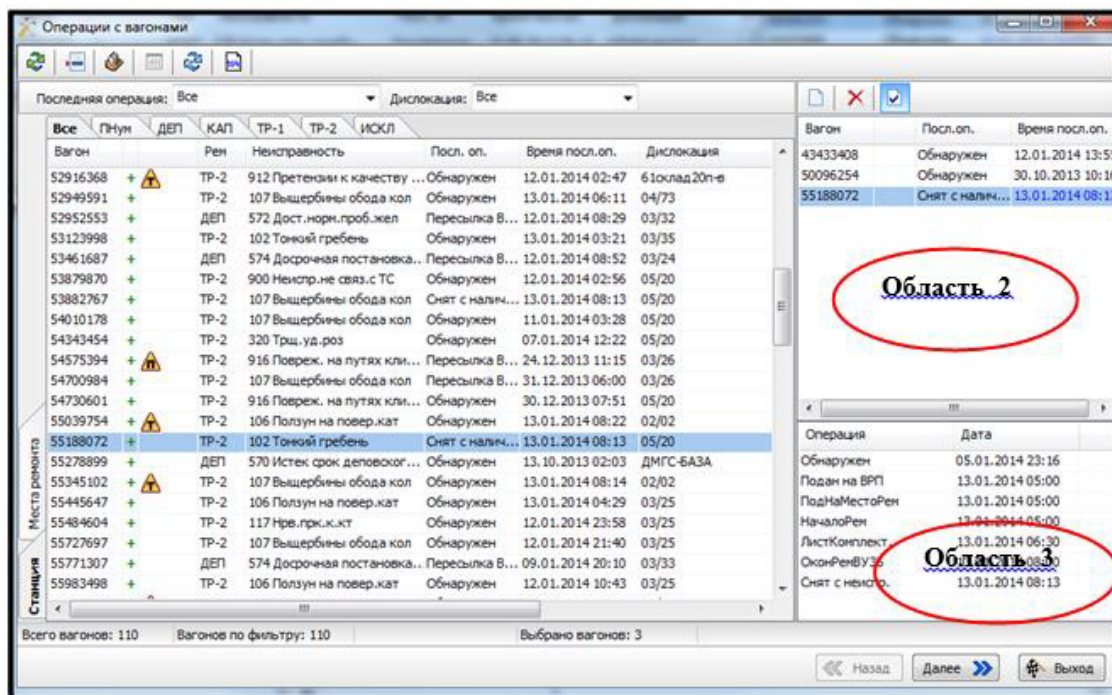 Операции с вагонами
Последняя операция: Все Дислокация: Все
Все ПНум ДЕП КАП ТР-1 ТР-2 ИСКЛ
Вагон Рем Неисправность Посл. оп. Время посл.оп. Дислокация
52916368 + ТР-2 912 Претензии к качеству ... Обнаружен 12.01.2014 02:47 61оклад20п-в
52949591 + ТР-2 107 Выщербины обода кол Обнаружен 13.01.2014 06:11 04/73
52952553 + ДЕП 572 Дост.норм.проб.жел Пересылка В... 12.01.2014 08:29 03/32
53123998 + ТР-2 102 Тонкий гребень Обнаружен 13.01.2014 03:21 03/35
53461687 + ДЕП 574 Досрочная постановка.. Пересылка В... 12.01.2014 08:52 03/24
53879870 + ТР-2 900 Неиспр.не связ.с ТС Обнаружен 12.01.2014 02:56 05/20
53882767 + ТР-2 107 Выщербины обода кол Снят с налич... 13.01.2014 08:13 05/20
54010178 + ТР-2 107 Выщербины обода кол Обнаружен 11.01.2014 03:28 05/20
54343454 + ТР-2 320 Трщ.уд.роз Обнаружен 07.01.2014 12:22 05/20
54575394 + ТР-2 916 Повреж. на путях кли... Пересылка В... 24.12.2013 11:15 03/26
54700984 + ТР-2 107 Выщербины обода кол Пересылка В... 31.12.2013 06:00 03/26
54730601 + ТР-2 916 Повреж. на путях кли... Обнаружен 30.12.2013 07:51 05/20
55039754 + ТР-2 106 Ползун на повер.кат Обнаружен 13.01.2014 08:22 02/02
55188072 + ТР-2 102 Тонкий гребень Снят с налич... 13.01.2014 08:13 05/20
55278899 + ДЕП 570 Истек срок деповског... Обнаружен 13.10.2013 02:03 ДМГС-БАЗА
55345102 + ТР-2 107 Выщербины обода кол Обнаружен 13.01.2014 08:14 02/02
55445647 + ТР-2 106 Ползун на повер.кат Обнаружен 13.01.2014 04:29 03/25
55484604 + ТР-2 117 Нрв.прк.к.кт Обнаружен 12.01.2014 23:58 03/25
55727697 + ТР-2 107 Выщербины обода кол Обнаружен 12.01.2014 21:40 03/25
55771307 + ДЕП 574 Досрочная постановка.. Пересылка В... 09.01.2014 20:10 03/33
55983498 + ТР-2 106 Ползун на повер.кат Обнаружен 12.01.2014 10:43 03/25
Места ремонта
Станция
Вагон Посл.оп. Время посл.оп.
43433408 Обнаружен 12.01.2014 13:5
50096254 Обнаружен 30.10.2013 10:16
55188072 Снят с налич... 13.01.2014 08:13
Область 2
Операция Дата
Обнаружен 05.01.2014 23:16
Подан на ВРП 13.01.2014 05:00
ПодНаМестоРем 13.01.2014 05:00
НачалоРем 13.01.2014 05:00
ЛистКомплект 13.01.2014 06:30
Область 3
Снят с неиспр. 13.01.2014 08:13
Всего вагонов: 110 Вагонов по фильтру: 110 Выбрано вагонов: 3
Назад Далее Выход